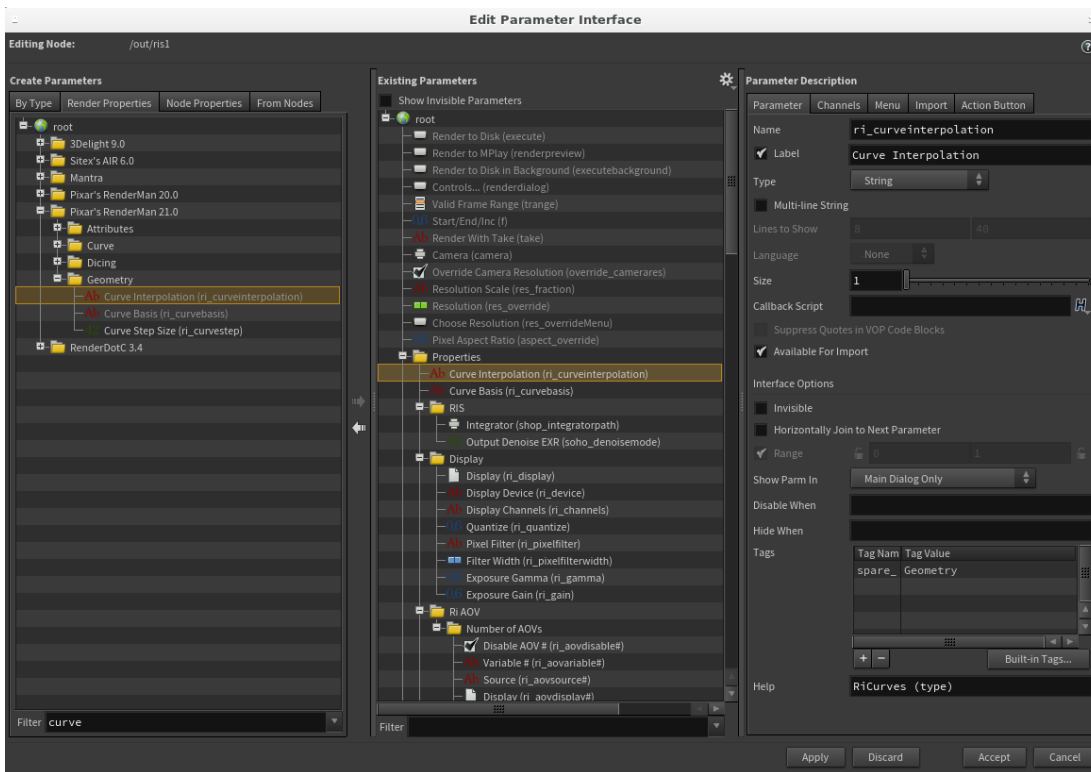 Edit Parameter Interface
Editing Node: /out/ris1
Create Parameters
By Type Render Properties Node Properties From Nodes
root
3Delight 9.0
Sitex's AIR 6.0
Mantra
Pixar's RenderMan 20.0
Pixar's RenderMan 21.0
Attributes
Curve
Dicing
Geometry
Curve Interpolation (ri_curveinterpolation)
Curve Basis (ri_curvebasis)
Curve Step Size (ri_curvestep)
RenderDotC 3.4
Filter curve
Existing Parameters
Show Invisible Parameters
root
Render to Disk (execute)
Render to MPlay (renderpreview)
Render to Disk in Background (executebackground)
Controls... (renderdialog)
Valid Frame Range (trange)
Start/End/Inc (f)
Render With Take (take)
Camera (camera)
Override Camera Resolution (override_camerares)
Resolution Scale (res_fraction)
Resolution (res_override)
Choose Resolution (res_overrideMenu)
Pixel Aspect Ratio (aspect_override)
Properties
Curve Interpolation (ri_curveinterpolation)
Curve Basis (ri_curvebasis)
RIS
Integrator (shop_integratorpath)
Output Denoise EXR (soho_denoisemode)
Display
Display (ri_display)
Display Device (ri_device)
Display Channels (ri_channels)
Quantize (ri_quantize)
Pixel Filter (ri_pixelfilter)
Filter Width (ri_pixelfilterwidth)
Exposure Gamma (ri_gamma)
Exposure Gain (ri_gain)
Ri AOV
Number of AOVs
Disable AOV # (ri_aovdisable#)
Variable # (ri_aovariable#)
Source (ri_aovsource#)
Display (ri_aovdisplay#)
Filter
Parameter Description
Parameter Channels Menu Import Action Button
Name ri_curveinterpolation
Label Curve Interpolation
Type String
Multi-line String
Lines to Show 8 40
Language None
Size 1
Callback Script
Suppress Quotes in VOP Code Blocks
Available For Import
Interface Options
Invisible
Horizontally Join to Next Parameter
Range 0 1
Show Parm In Main Dialog Only
Disable When
Hide When
Tags Tag Nam Tag Value
spare_ Geometry
+ − Built-in Tags...
Help RiCurves (type)
Apply Discard Accept Cancel